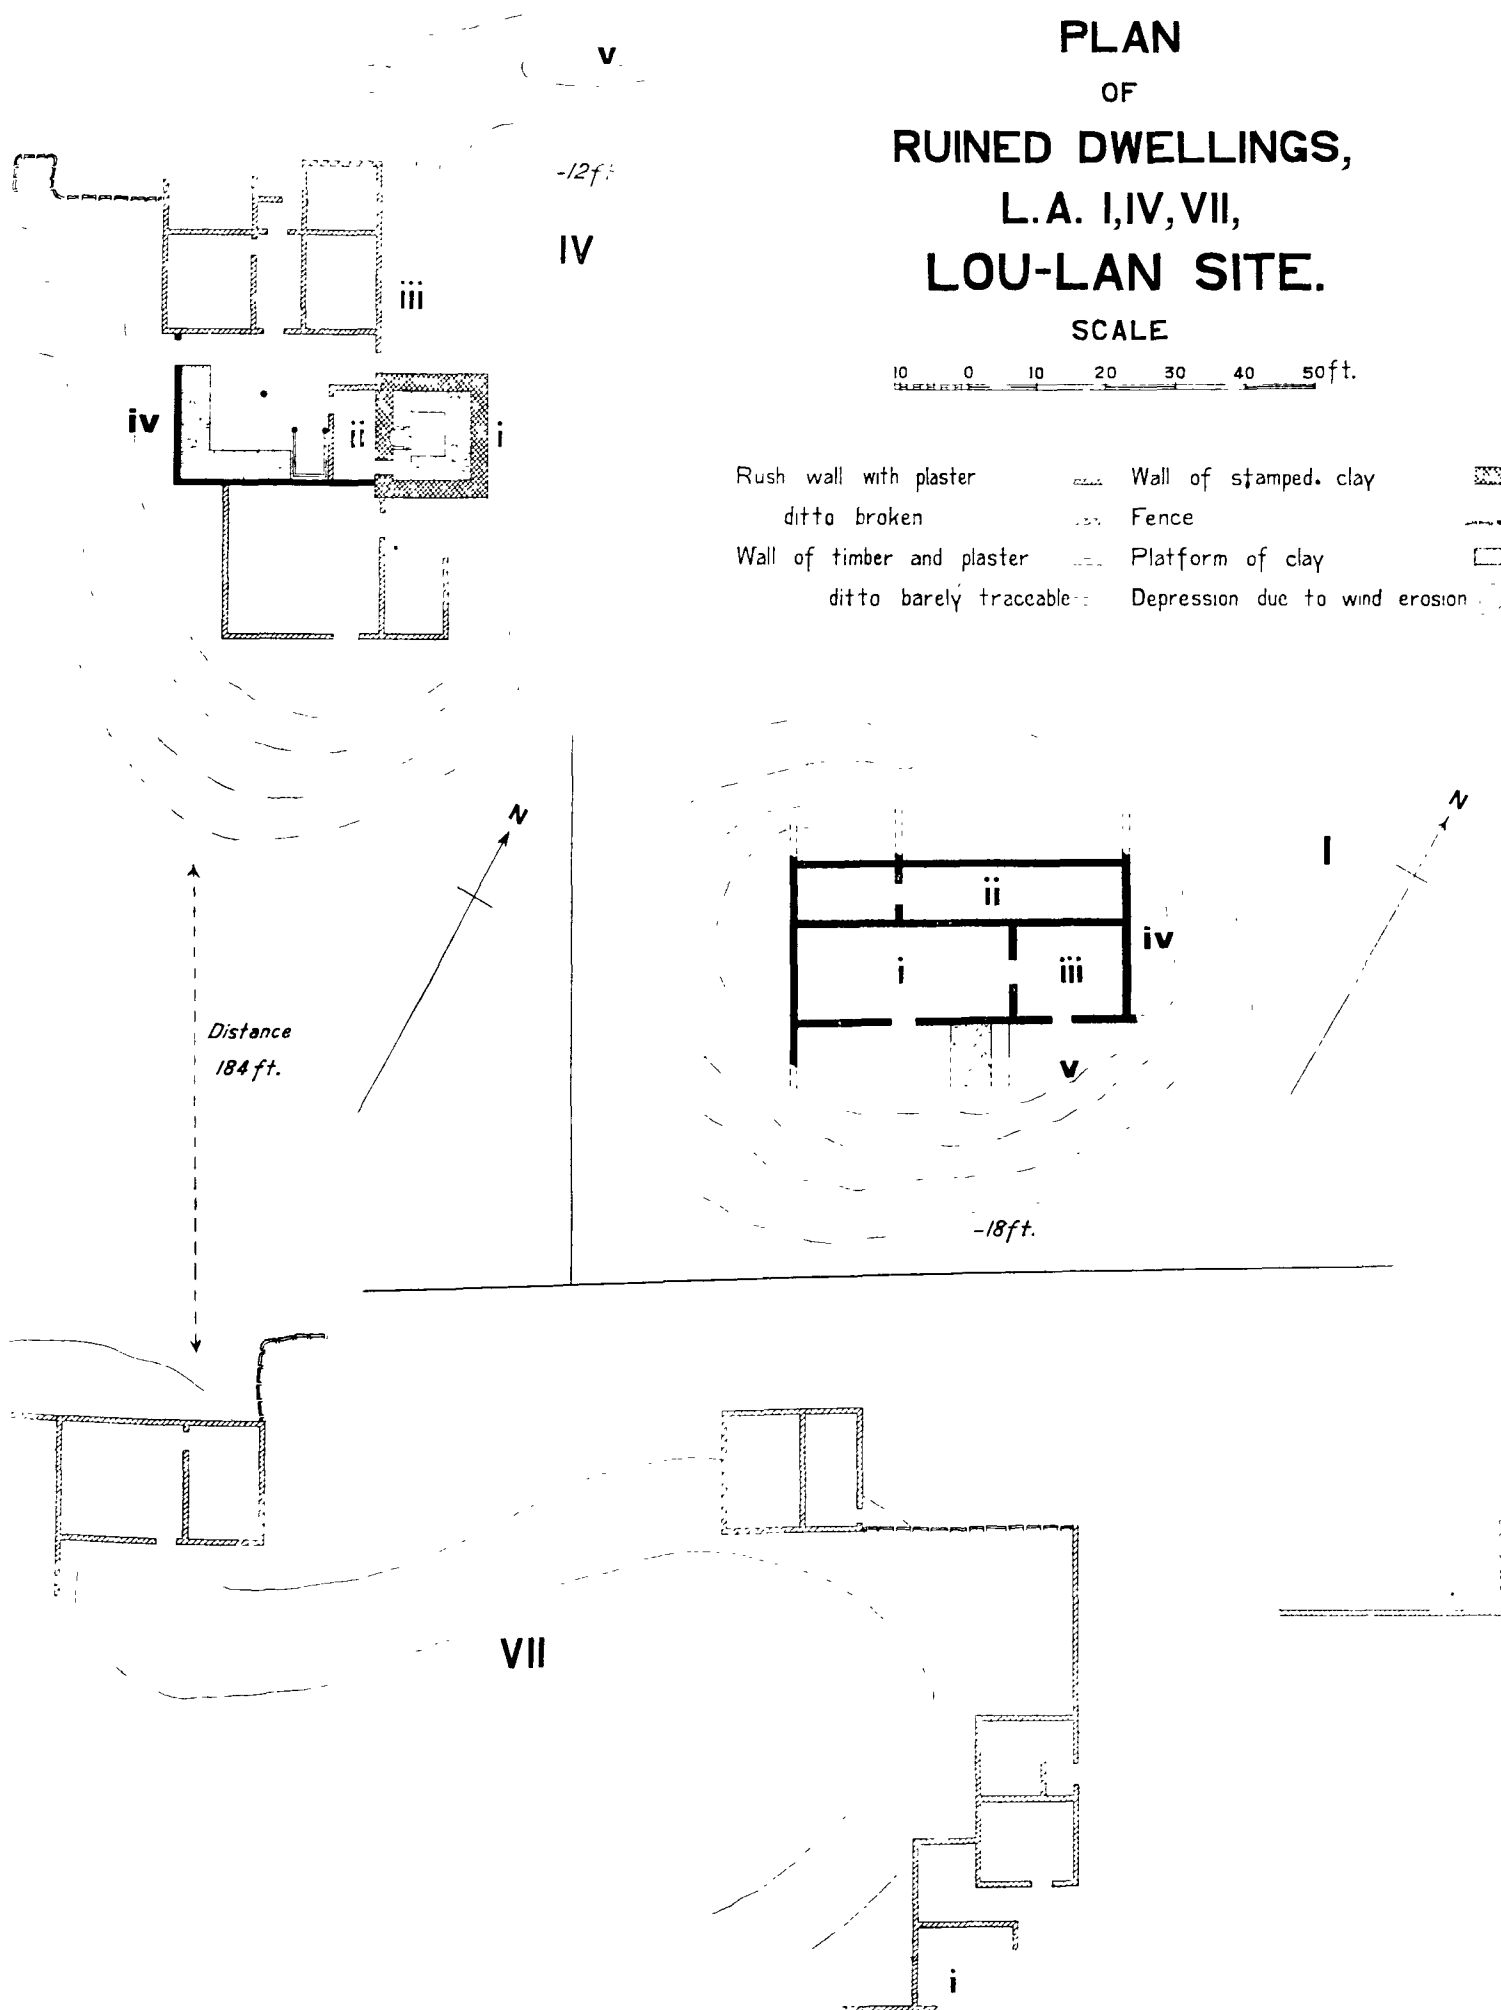 PLAN
OF
RUINED DWELLINGS,
L.A. I,IV,VII,
LOU-LAN SITE.
SCALE
10 0 10 20 30 40 50ft.
Rush wall with plaster
ditto broken
Wall of timber and plaster
ditto barely traceable
Wall of stamped. clay
Fence
Platform of clay
Depression due to wind erosion
v
-12ft
IV
iii
iv
ii
i
N
Distance
184 ft.
N
I
ii
iv
i
iii
v
-18ft.
VII
i